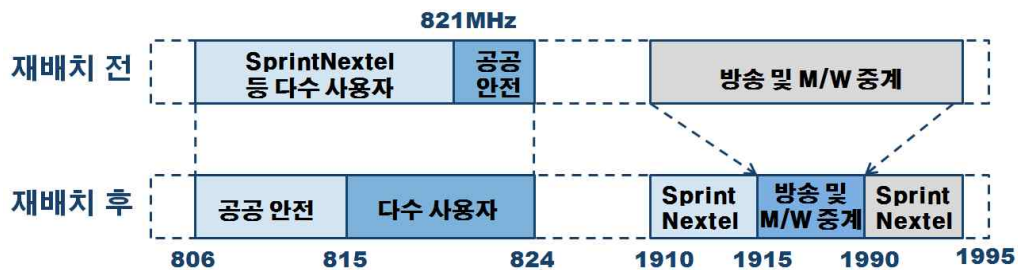 821MHz
재배치 전
SprintNextel
등 다수 사용자
공공
안전
방송 및 M/W 중계
재배치 후
공공 안전
다수 사용자
Sprint
Nextel
방송 및
M/W 중계
Sprint
Nextel
806
815
824
1910
1915
1990
1995